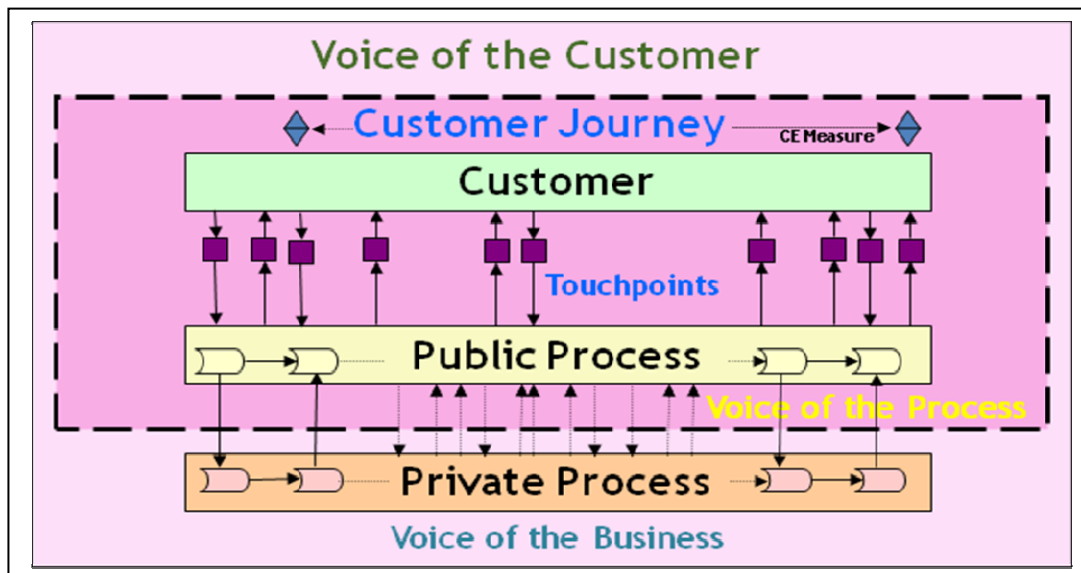 Voice of the Customer
Customer Journey
CE Measure
Customer
Touchpoints
Public Process
Voice of the Process
Private Process
Voice of the Business